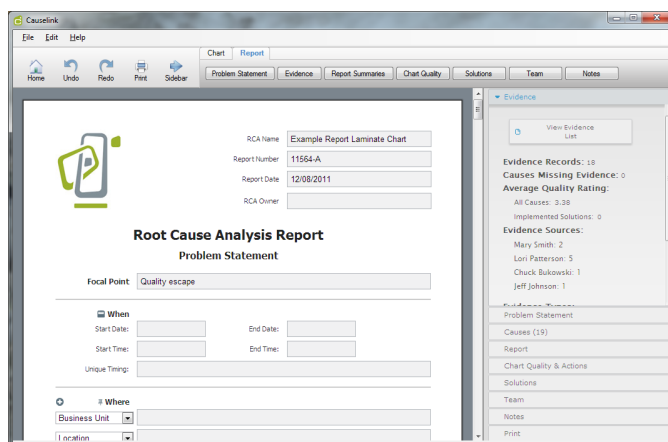 Causelink
File Edit Help
Chart Report
Home Undo Redo Print Sidebar
Problem Statement Evidence Report Summaries Chart Quality Solutions Team Notes
RCA Name Example Report Laminate Chart
Report Number 11564-A
Report Date 12/08/2011
RCA Owner
Root Cause Analysis Report
Problem Statement
Focal Point Quality escape
When
Start Date: End Date:
Start Time: End Time:
Unique Timing:
Where
Business Unit
Location
Evidence
View Evidence
List
Evidence Records: 18
Causes Missing Evidence: 0
Average Quality Rating:
All Causes: 3.38
Implemented Solutions: 0
Evidence Sources:
Mary Smith: 2
Lori Patterson: 5
Chuck Bukowski: 1
Jeff Johnson: 1
Evidence Types:
Problem Statement
Causes (19)
Report
Chart Quality & Actions
Solutions
Team
Notes
Print